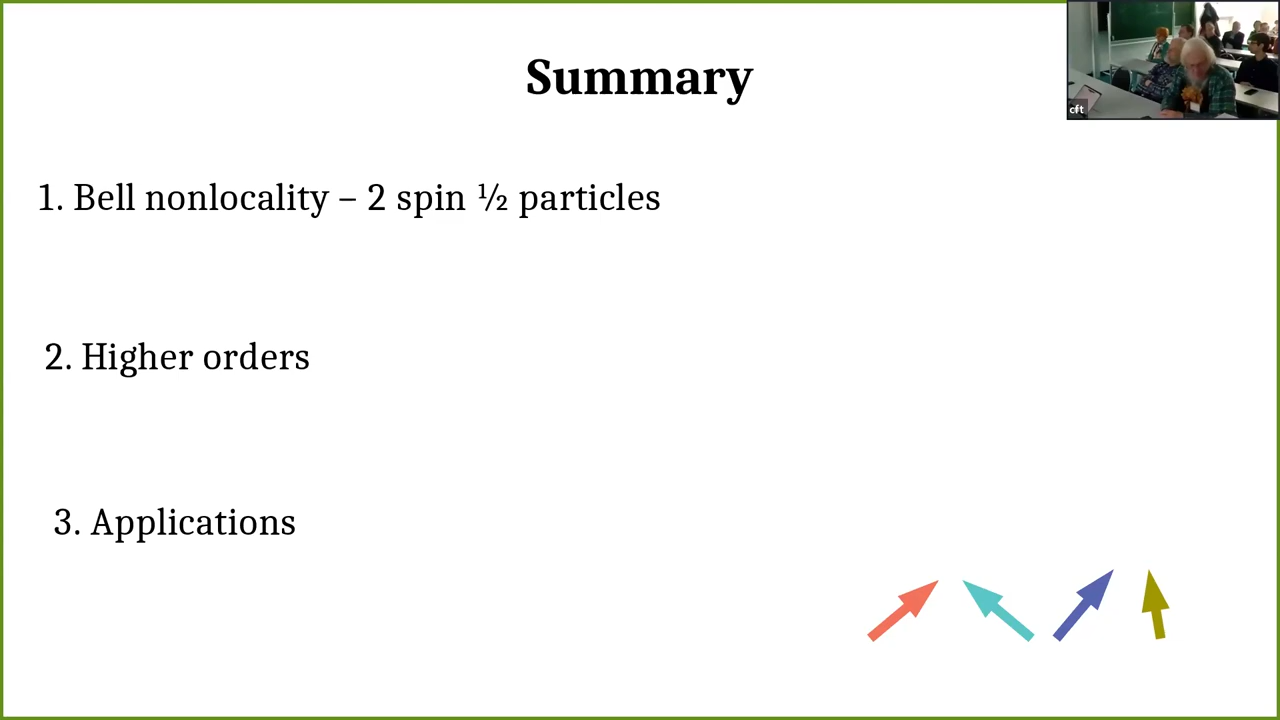 Summary
1. Bell nonlocality – 2 spin ½ particles
2. Higher orders
3. Applications
cft